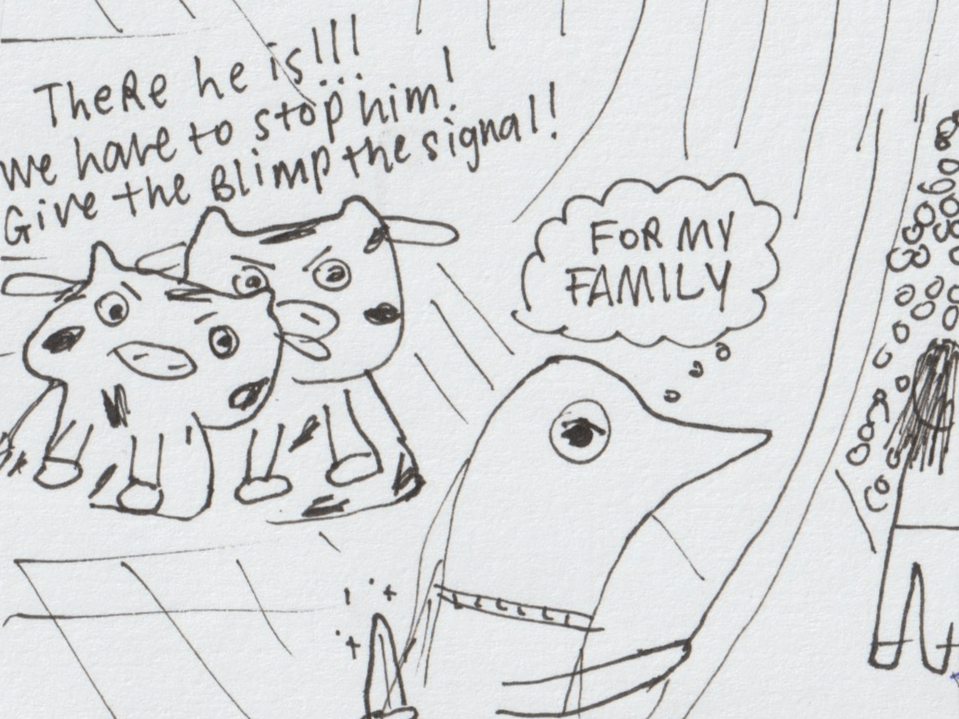 TheRe he is!!!
we have to stop him!
Give the Blimp the signal!!
FOR MY
FAMILY